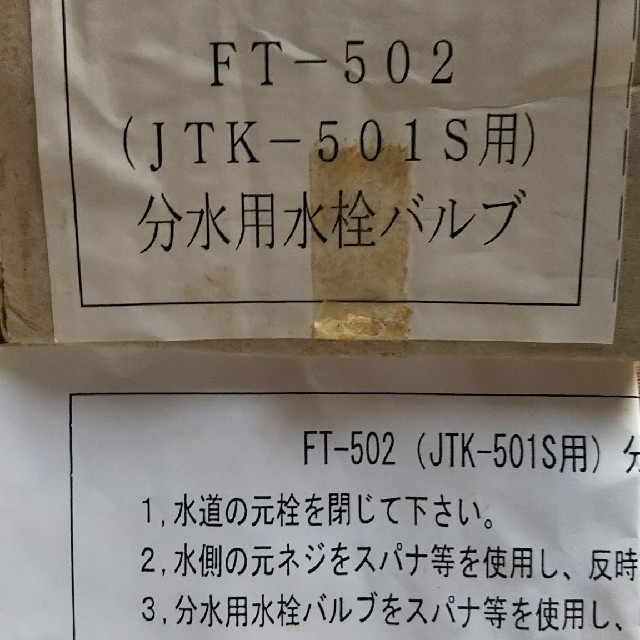 FT-502
(JTK-501S用)
分水用水栓バルブ
FT-502 (JTK-501S用) 分
1,水道の元栓を閉じて下さい。
2,水側の元ネジをスパナ等を使用し、反時
3,分水用水栓バルブをスパナ等を使用し、